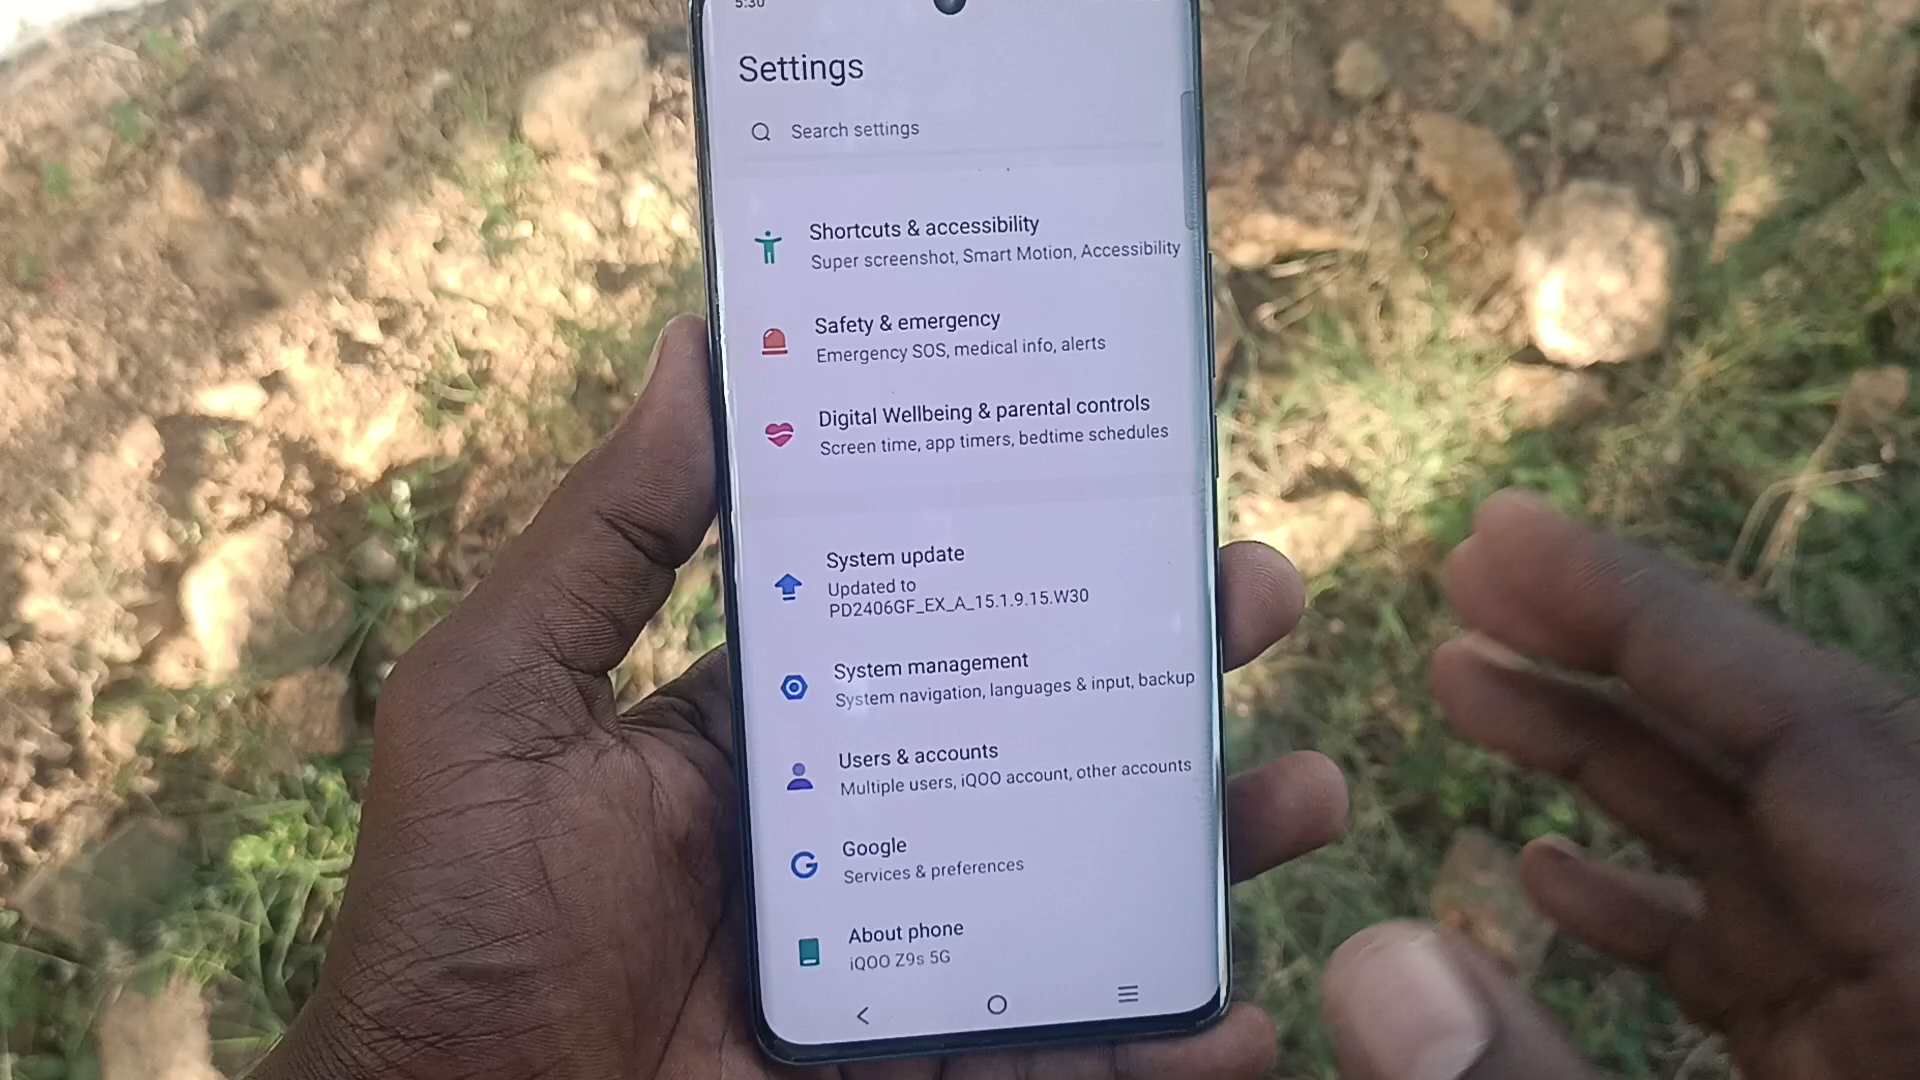 5:30
Settings
Search settings
Shortcuts & accessibility
Super screenshot, Smart Motion, Accessibility
Safety & emergency
Emergency SOS, medical info, alerts
Digital Wellbeing & parental controls
Screen time, app timers, bedtime schedules
System update
Updated to
PD2406GF_EX_A_15.1.9.15.W30
System management
System navigation, languages & input, backup
Users & accounts
Multiple users, iQOO account, other accounts
Google
Services & preferences
About phone
iQOO Z9s 5G